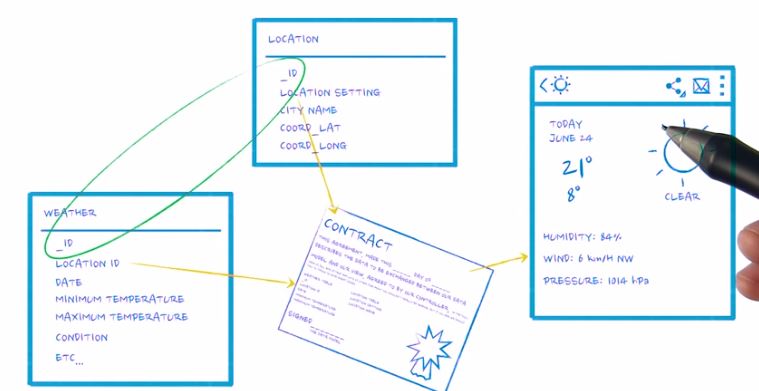 LOCATION
_ID
LOCATION SETTING
CITY NAME
COORD_LAT
COORD_LONG
WEATHER
_ID
LOCATION ID
DATE
MINIMUM TEMPERATURE
MAXIMUM TEMPERATURE
CONDITION
ETC...
CONTRACT
THIS AGREEMENT MADE THIS ____ DAY OF ____
DESCRIBES THE DATA TO BE EXCHANGED BETWEEN OUR DATA
MODEL AND OUR VIEW, AGREED TO BY OUR CONTROLLER.
SIGNED
TODAY
JUNE 24
21°
8°
CLEAR
HUMIDITY: 84%
WIND: 6 km/H NW
PRESSURE: 1014 hPa